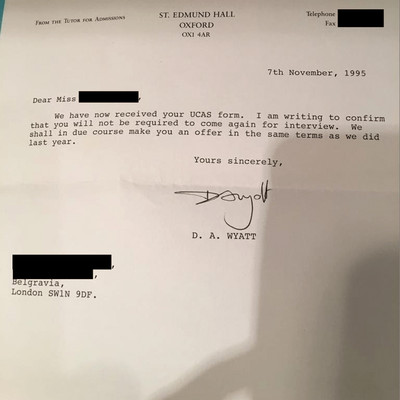 FROM THE TUTOR FOR ADMISSIONS
ST. EDMUND HALL
OXFORD
OX1 4AR
Telephone
Fax
7th November, 1995
Dear Miss ,
We have now received your UCAS form. I am writing to confirm
that you will not be required to come again for interview. We
shall in due course make you an offer in the same terms as we did
last year.
Yours sincerely,
D. A. WYATT
,
,
Belgravia,
London SW1N 9DF.